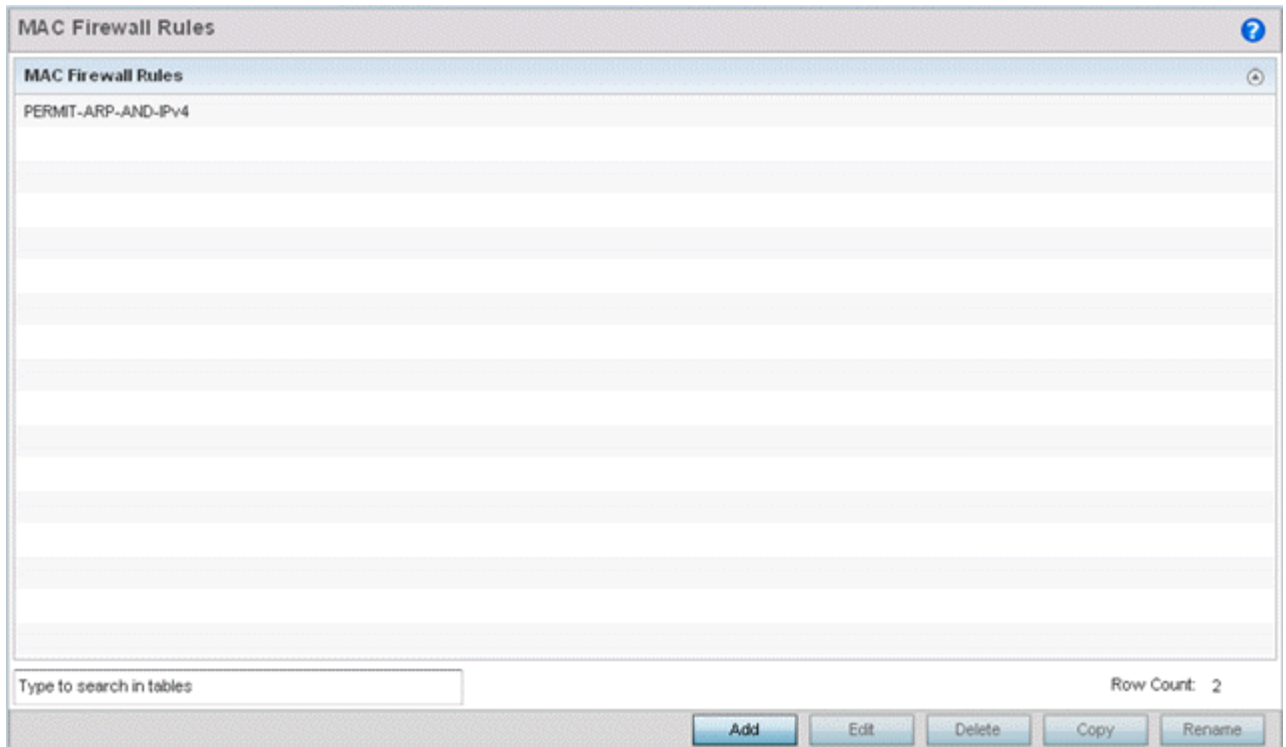 MAC Firewall Rules
?
MAC Firewall Rules
PERMIT-ARP-AND-IPv4
Type to search in tables
Row Count: 2
Add Edit Delete Copy Rename